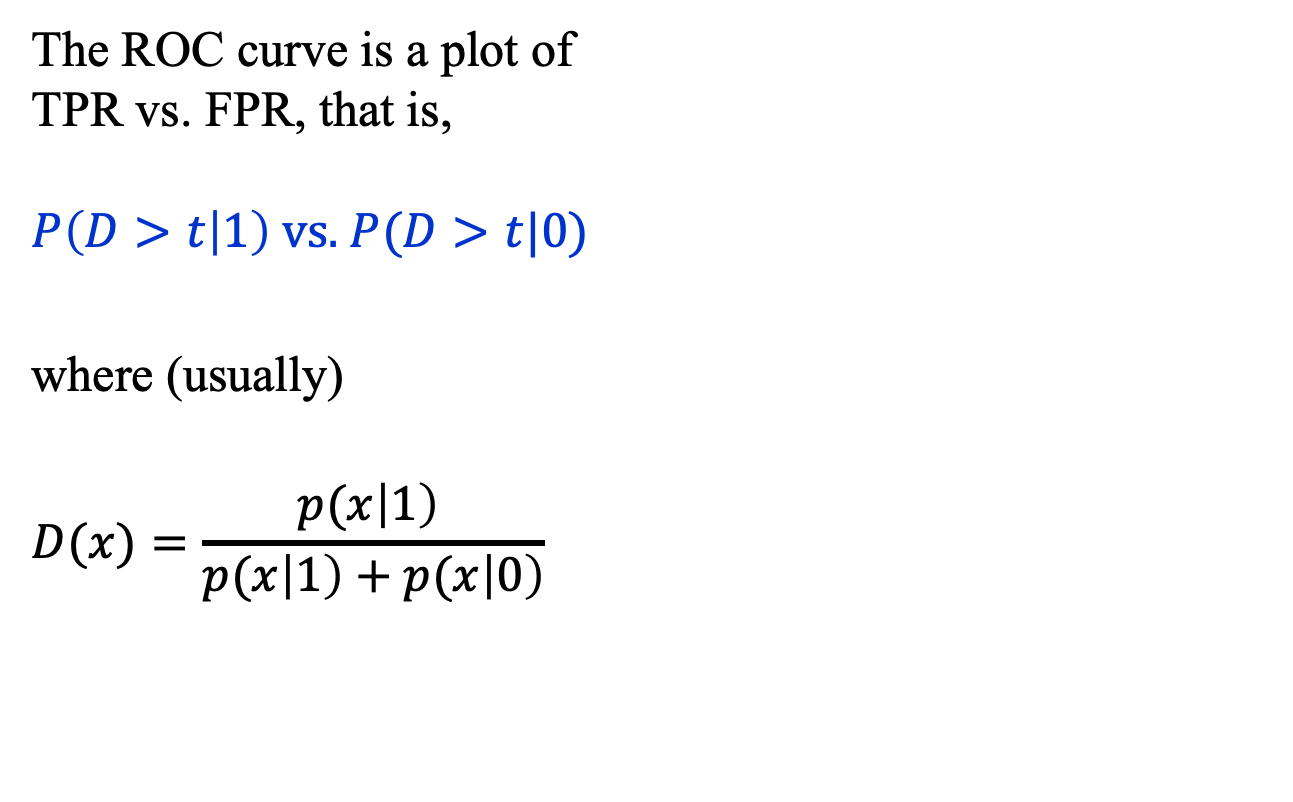 The ROC curve is a plot of
TPR vs. FPR, that is,
P(D > t|1) vs. P(D > t|0)
where (usually)
D(x) = p(x|1) / p(x|1) + p(x|0)